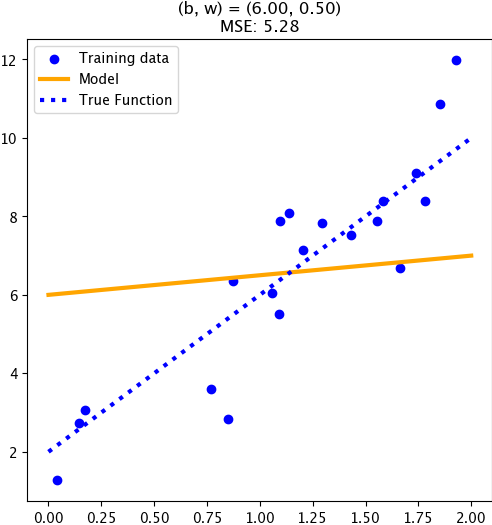 (b, w) = (6.00, 0.50)
MSE: 5.28
Training data
Model
True Function
12
10
8
6
4
2
0.00 0.25 0.50 0.75 1.00 1.25 1.50 1.75 2.00